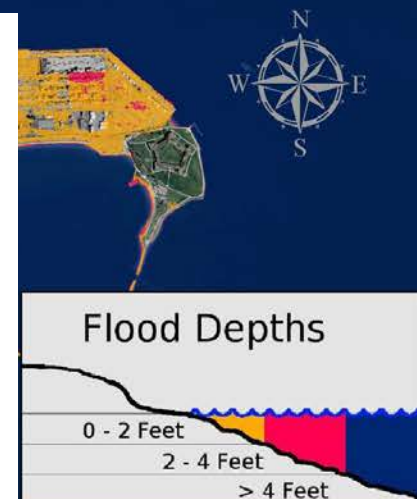 N
W E
S
Flood Depths
0 - 2 Feet
2 - 4 Feet
> 4 Feet